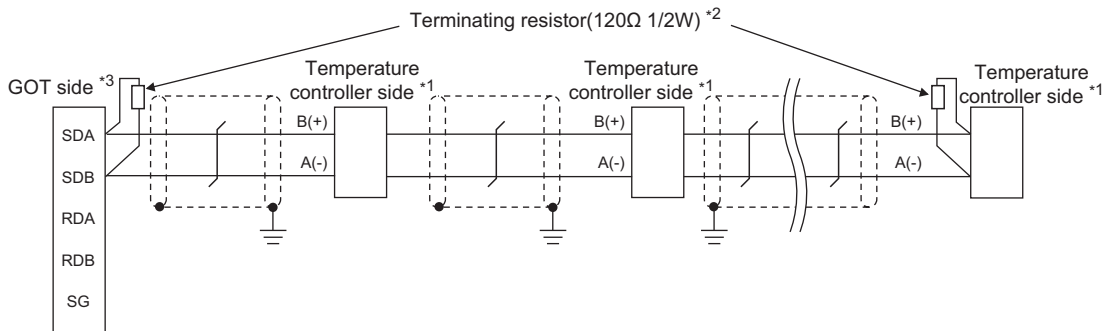 Terminating resistor(120Ω 1/2W) *2
GOT side *3
Temperature
controller side *1
Temperature
controller side *1
Temperature
controller side *1
SDA
B(+)
B(+)
B(+)
SDB
A(-)
A(-)
A(-)
RDA
RDB
SG